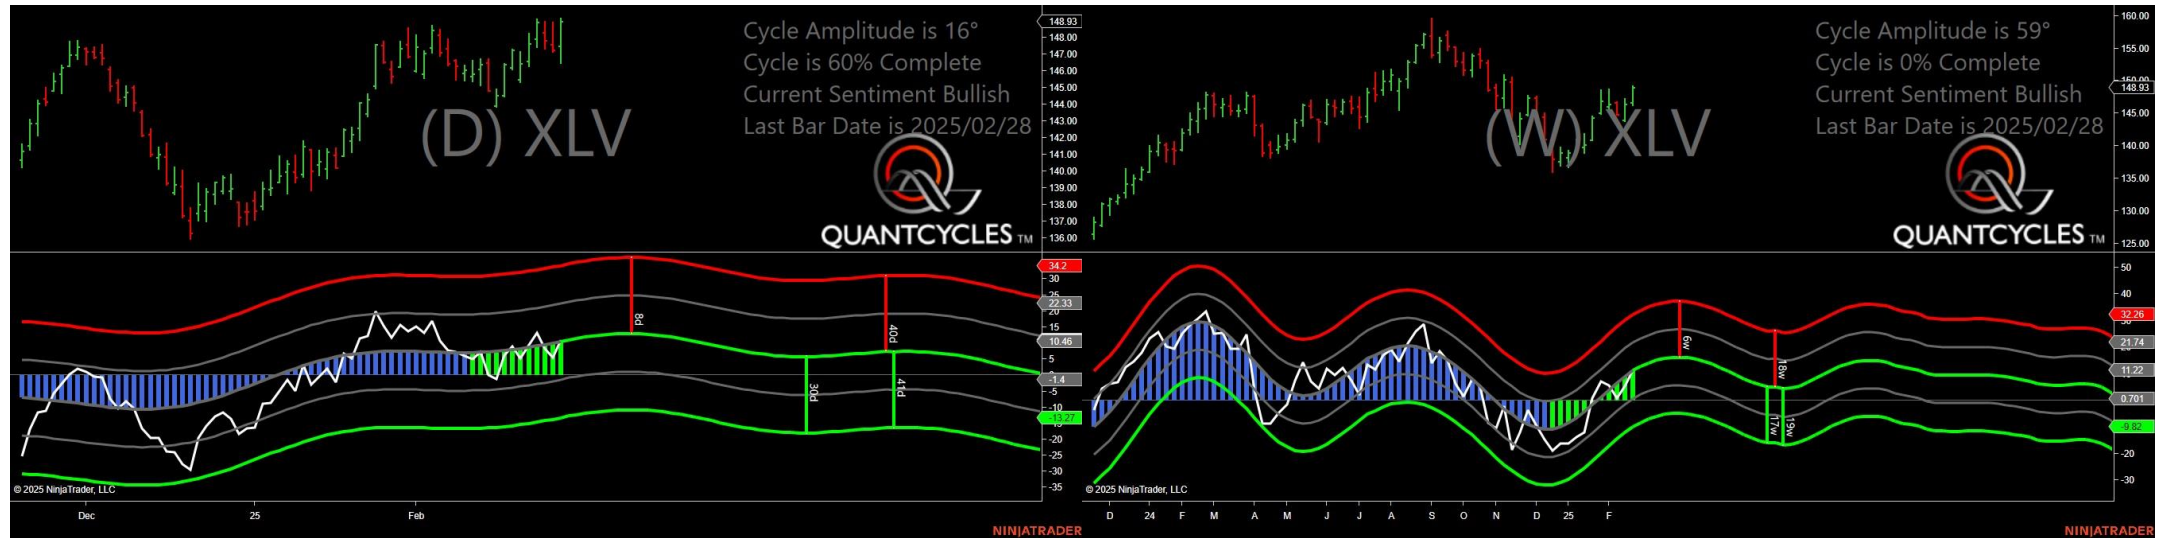 Cycle Amplitude is 16°
Cycle is 60% Complete
Current Sentiment Bullish
Last Bar Date is 2025/02/28
(D) XLV
QUANTCYCLES TM
148.93
148.00
147.00
146.00
145.00
144.00
143.00
142.00
141.00
140.00
139.00
138.00
137.00
136.00
34.2
30
25
22.33
20
15
10.46
5
-1.4
-5
-10
-13.27
-20
-25
-30
-35
8d
30d
40d
41d
© 2025 NinjaTrader, LLC
Dec
25
Feb
NINJATRADER
Cycle Amplitude is 59°
Cycle is 0% Complete
Current Sentiment Bullish
Last Bar Date is 2025/02/28
(W) XLV
QUANTCYCLES TM
160.00
155.00
150.00
148.93
145.00
140.00
135.00
130.00
125.00
50
40
32.26
21.74
11.22
0.701
-9.82
-20
-30
6w
18w
17w
19w
© 2025 NinjaTrader, LLC
D
24
F
M
A
M
J
J
A
S
O
N
D
25
F
NINJATRADER